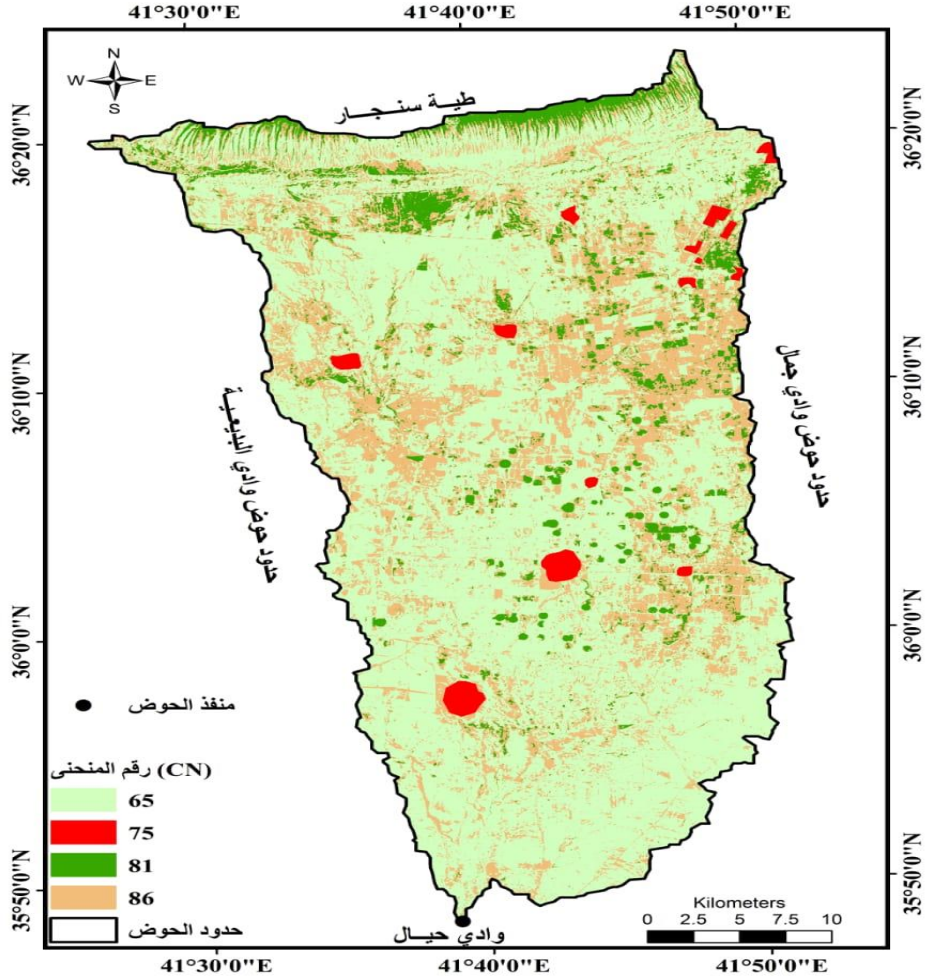 41°30'0"E 41°40'0"E 41°50'0"E
N
W E
S
طية سنجار
36°20'0"N 36°20'0"N
36°10'0"N 36°10'0"N
حدود حوض وادي البديعية
حدود حوض وادي جمال
36°0'0"N 36°0'0"N
منفذ الحوض
رقم المنحنى (CN)
65
75
81
86
حدود الحوض
وادي حيال
Kilometers
0 2.5 5 7.5 10
35°50'0"N 35°50'0"N
41°30'0"E 41°40'0"E 41°50'0"E